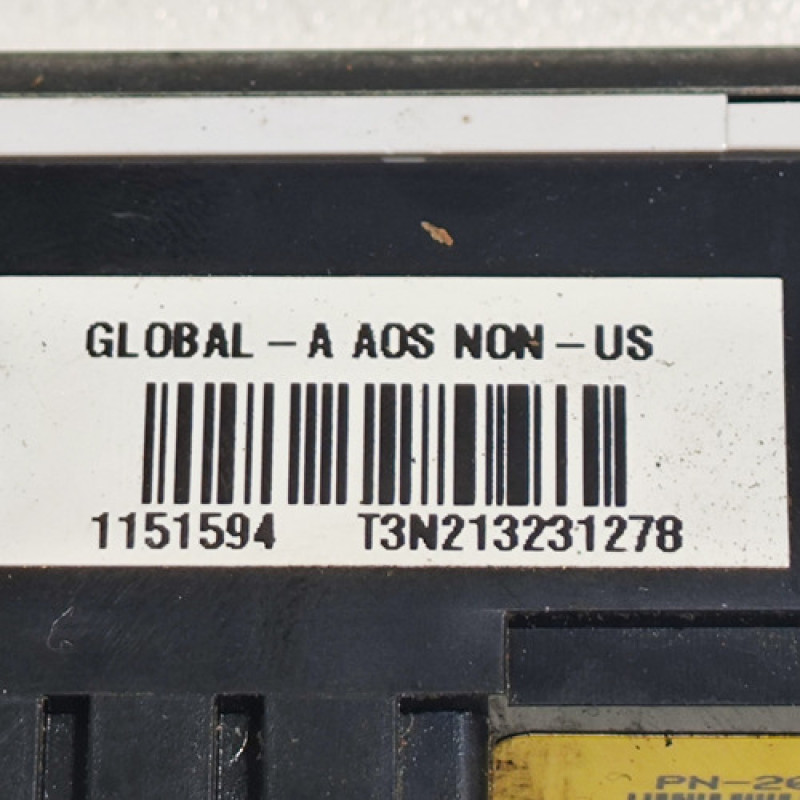 GLOBAL-A AOS NON-US
1151594 T3N213231278